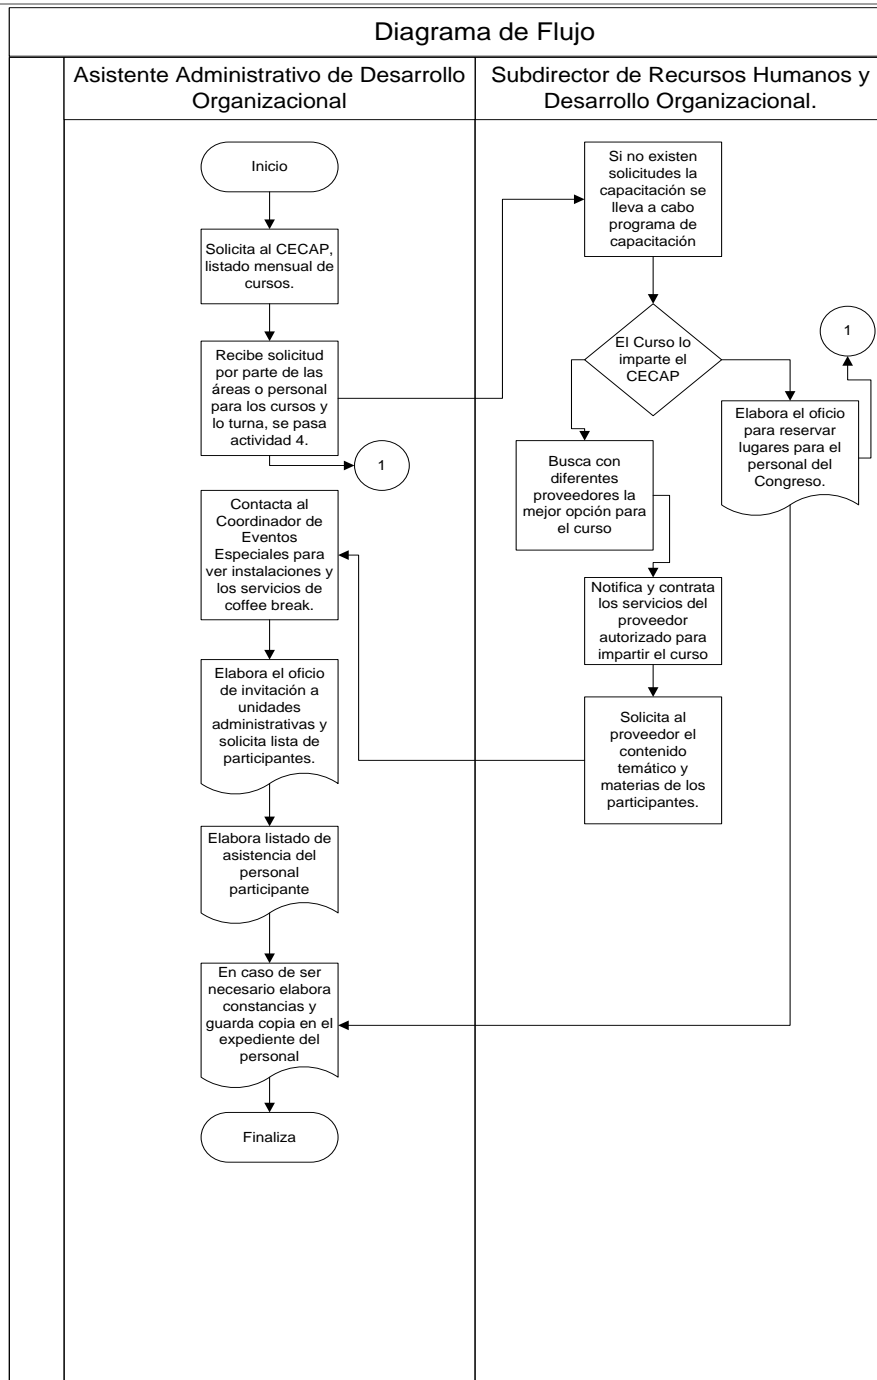 Diagrama de Flujo
Asistente Administrativo de Desarrollo
Organizacional
Subdirector de Recursos Humanos y
Desarrollo Organizacional.
Inicio
Solicita al CECAP,
listado mensual de
cursos.
Recibe solicitud
por parte de las
áreas o personal
para los cursos y
lo turna, se pasa
actividad 4.
1
Contacta al
Coordinador de
Eventos
Especiales para
ver instalaciones y
los servicios de
coffee break.
Elabora el oficio
de invitación a
unidades
administrativas y
solicita lista de
participantes.
Elabora listado de
asistencia del
personal
participante
En caso de ser
necesario elabora
constancias y
guarda copia en el
expediente del
personal
Finaliza
Si no existen
solicitudes la
capacitación se
lleva a cabo
programa de
capacitación
El Curso lo
imparte el
CECAP
1
Elabora el oficio
para reservar
lugares para el
personal del
Congreso.
Busca con
diferentes
proveedores la
mejor opción para
el curso
Notifica y contrata
los servicios del
proveedor
autorizado para
impartir el curso
Solicita al
proveedor el
contenido
temático y
materias de los
participantes.